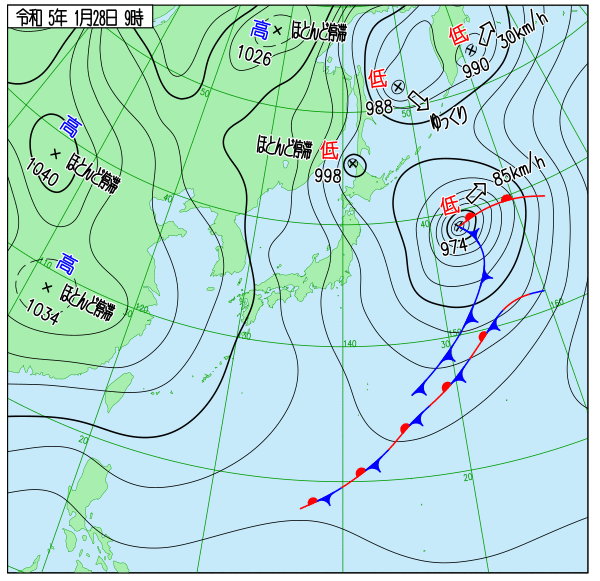 令和 5年 1月28日 9時
高
ほとんど停滞
1026
低
990
30km/h
低
988
ゆっくり
50
50
高
ほとんど停滞
1040
ほとんど停滞
低
998
低
85km/h
974
40
40
高
ほとんど停滞
1034
110
120
130
140
30
30
150
160
20
20